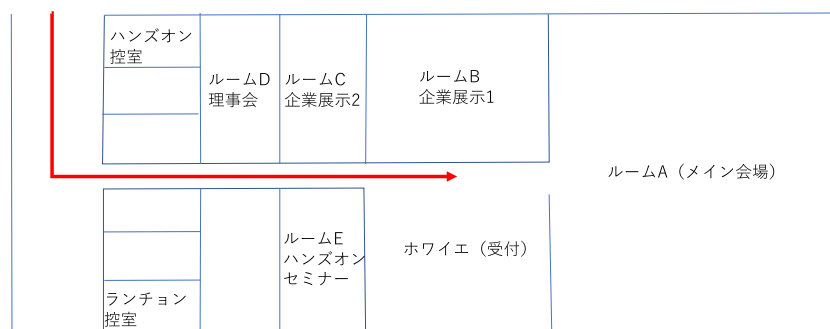 ハンズオン
控室
ルームD
理事会
ルームC
企業展示2
ルームB
企業展示1
ルームA（メイン会場）
ルームE
ハンズオン
セミナー
ホワイエ（受付）
ランチョン
控室